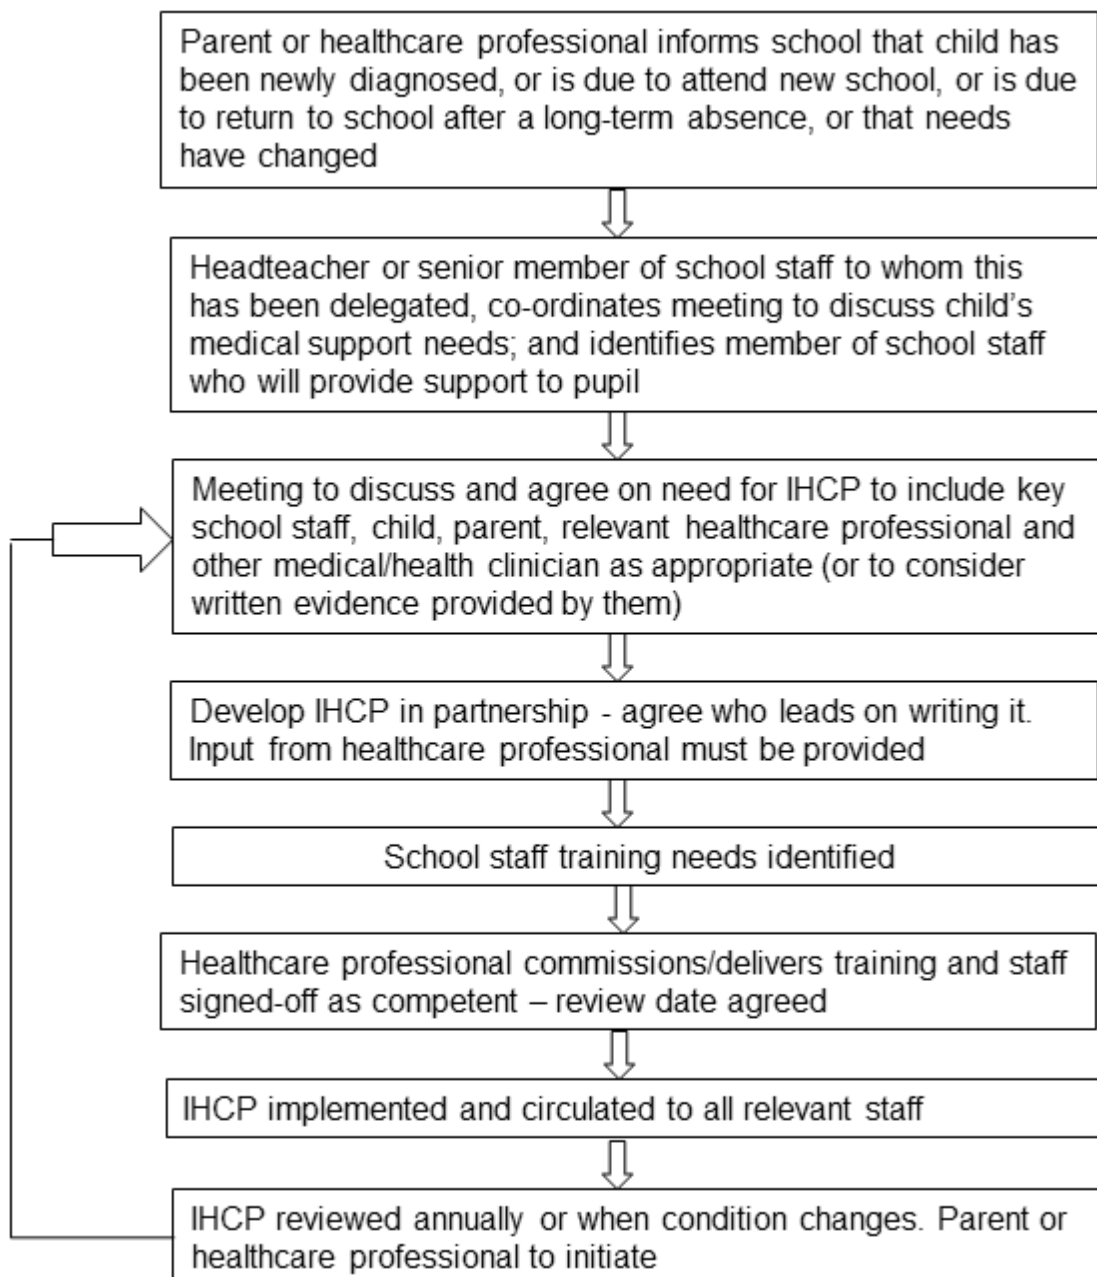 Parent or healthcare professional informs school that child has
been newly diagnosed, or is due to attend new school, or is due
to return to school after a long-term absence, or that needs
have changed
Headteacher or senior member of school staff to whom this
has been delegated, co-ordinates meeting to discuss child's
medical support needs; and identifies member of school staff
who will provide support to pupil
Meeting to discuss and agree on need for IHCP to include key
school staff, child, parent, relevant healthcare professional and
other medical/health clinician as appropriate (or to consider
written evidence provided by them)
Develop IHCP in partnership - agree who leads on writing it.
Input from healthcare professional must be provided
School staff training needs identified
Healthcare professional commissions/delivers training and staff
signed-off as competent – review date agreed
IHCP implemented and circulated to all relevant staff
IHCP reviewed annually or when condition changes. Parent or
healthcare professional to initiate